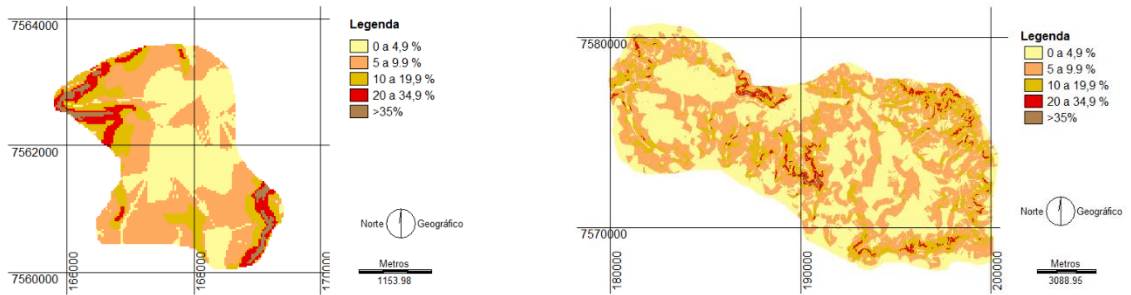 7564000
7562000
7560000
166000
168000
170000
Legenda
0 a 4,9 %
5 a 9.9 %
10 a 19,9 %
20 a 34,9 %
>35%
Norte Geográfico
Metros
1153.98
7580000
7570000
180000
190000
200000
Legenda
0 a 4,9 %
5 a 9.9 %
10 a 19,9 %
20 a 34,9 %
>35%
Norte Geográfico
Metros
3088.95